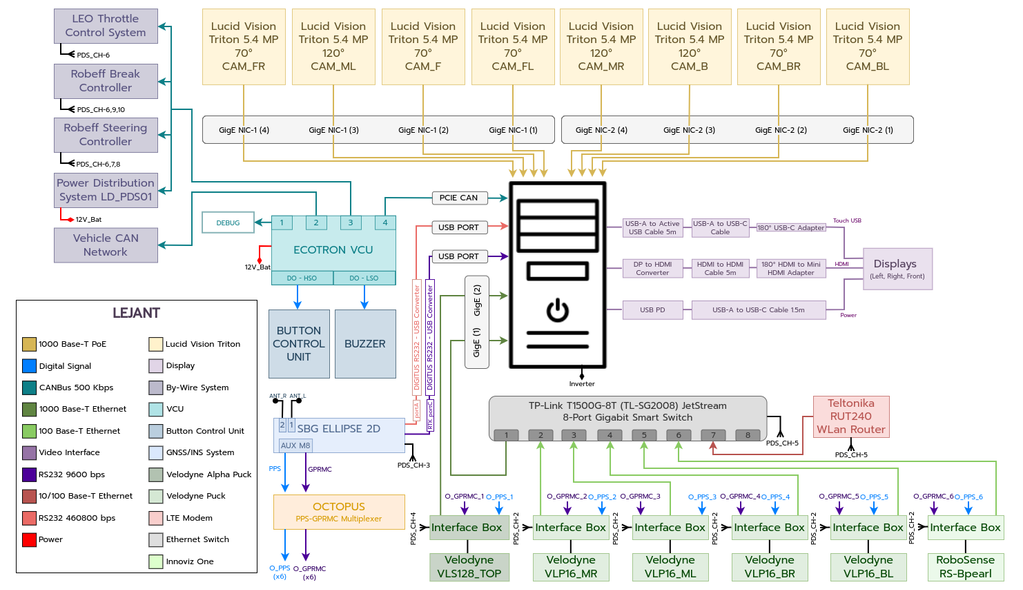 LEO Throttle
Control System
PDS_CH-6
Robeff Break
Controller
PDS_CH-6,9,10
Robeff Steering
Controller
PDS_CH-6,7,8
Power Distribution
System LD_PDS01
12V_Bat
Vehicle CAN
Network
Lucid Vision
Triton 5.4 MP
70°
CAM_FR
Lucid Vision
Triton 5.4 MP
120°
CAM_ML
Lucid Vision
Triton 5.4 MP
70°
CAM_F
Lucid Vision
Triton 5.4 MP
70°
CAM_FL
Lucid Vision
Triton 5.4 MP
120°
CAM_MR
Lucid Vision
Triton 5.4 MP
120°
CAM_B
Lucid Vision
Triton 5.4 MP
70°
CAM_BR
Lucid Vision
Triton 5.4 MP
70°
CAM_BL
GigE NIC-1 (4)
GigE NIC-1 (3)
GigE NIC-1 (2)
GigE NIC-1 (1)
GigE NIC-2 (4)
GigE NIC-2 (3)
GigE NIC-2 (2)
GigE NIC-2 (1)
DEBUG
1 2 3 4
ECOTRON VCU
DO - HSO
DO - LSO
12V_Bat
BUTTON
CONTROL
UNIT
BUZZER
PCIE CAN
USB PORT
USB PORT
GigE (2)
GigE (1)
DIGITUS RS232 - USB Converter
DIGITUS RS232 - USB Converter
portA
RTK portC
Inverter
USB-A to Active
USB Cable 5m
USB-A to USB-C
Cable
180° USB-C Adapter
Touch USB
DP to HDMI
Converter
HDMI to HDMI
Cable 5m
180° HDMI to Mini
HDMI Adapter
HDMI
USB PD
USB-A to USB-C Cable 1.5m
Power
Displays
(Left, Right, Front)
LEJANT
1000 Base-T PoE
Digital Signal
CANBus 500 Kbps
1000 Base-T Ethernet
100 Base-T Ethernet
Video Interface
RS232 9600 bps
10/100 Base-T Ethernet
RS232 460800 bps
Power
Lucid Vision Triton
Display
By-Wire System
VCU
Button Control Unit
GNSS/INS System
Velodyne Alpha Puck
Velodyne Puck
LTE Modem
Ethernet Switch
Innoviz One
ANT_R
ANT_L
2 1
SBG ELLIPSE 2D
AUX M8
PDS_CH-3
PPS
GPRMC
OCTOPUS
PPS-GPRMC Multiplexer
O_PPS
(x6)
O_GPRMC
(x6)
TP-Link T1500G-8T (TL-SG2008) JetStream
8-Port Gigabit Smart Switch
1 2 3 4 5 6 7 8
PDS_CH-5
Teltonika
RUT240
WLan Router
PDS_CH-5
O_GPRMC_1
O_PPS_1
PDS_CH-4
Interface Box
Velodyne
VLS128_TOP
O_GPRMC_2
O_PPS_2
PDS_CH-2
Interface Box
Velodyne
VLP16_MR
O_GPRMC_3
O_PPS_3
PDS_CH-2
Interface Box
Velodyne
VLP16_ML
O_GPRMC_4
O_PPS_4
PDS_CH-2
Interface Box
Velodyne
VLP16_BR
O_GPRMC_5
O_PPS_5
PDS_CH-2
Interface Box
Velodyne
VLP16_BL
O_GPRMC_6
O_PPS_6
PDS_CH-2
Interface Box
RoboSense
RS-Bpearl